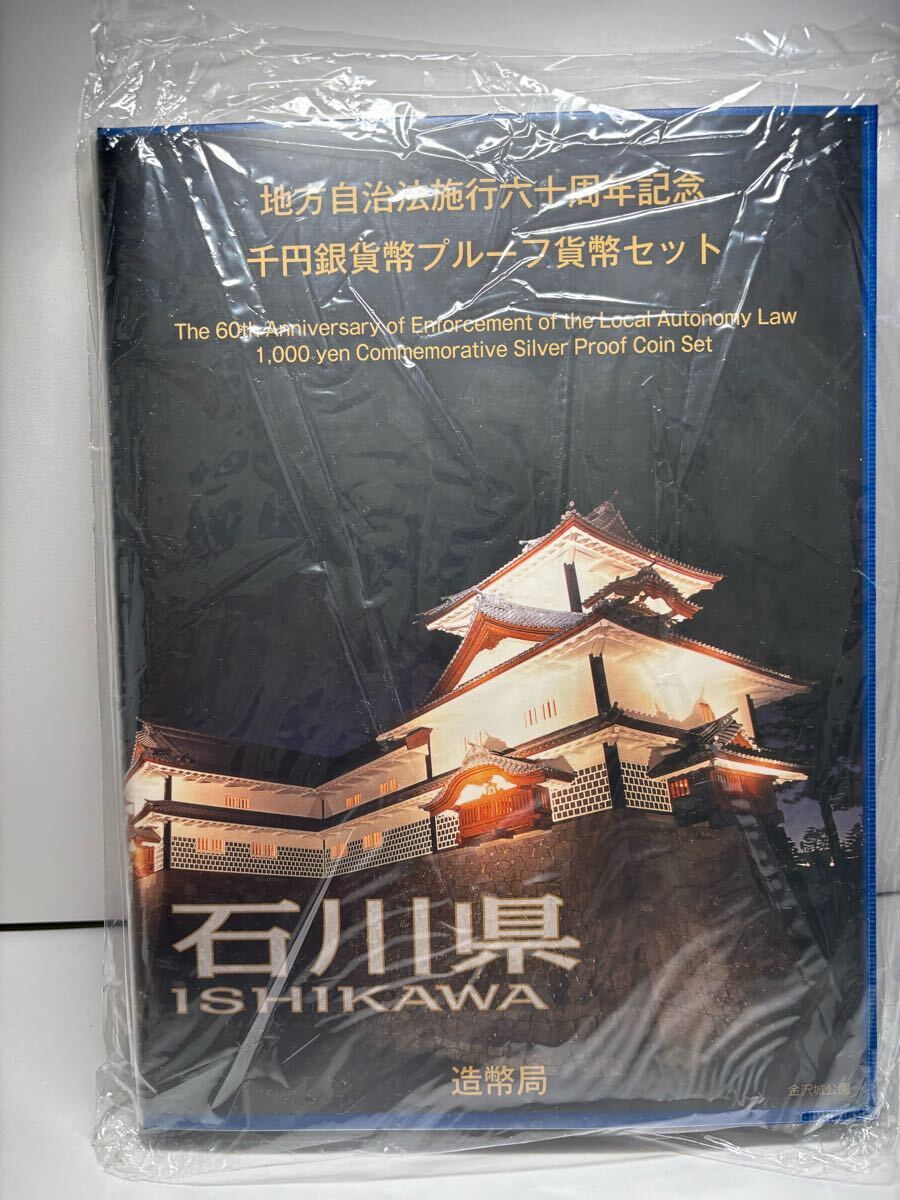 地方自治法施行六十周年記念
千円銀貨幣プルーフ貨幣セット
The 60th Anniversary of Enforcement of the Local Autonomy Law
1,000 yen Commemorative Silver Proof Coin Set
石川県
ISHIKAWA
造幣局
金沢城公園